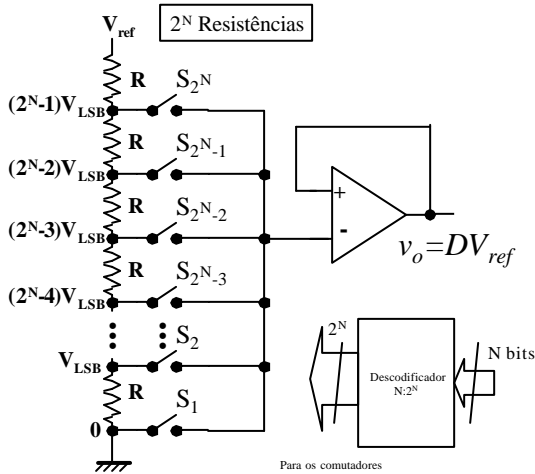 V_ref
2^N Resistências
R
S_2^N
(2^N-1)V_LSB
R
S_2^N-1
(2^N-2)V_LSB
R
S_2^N-2
(2^N-3)V_LSB
R
S_2^N-3
(2^N-4)V_LSB
S_2
V_LSB
R
S_1
0
+
-
v_o=DV_ref
2^N
Descodificador
N:2^N
N bits
Para os comutadores